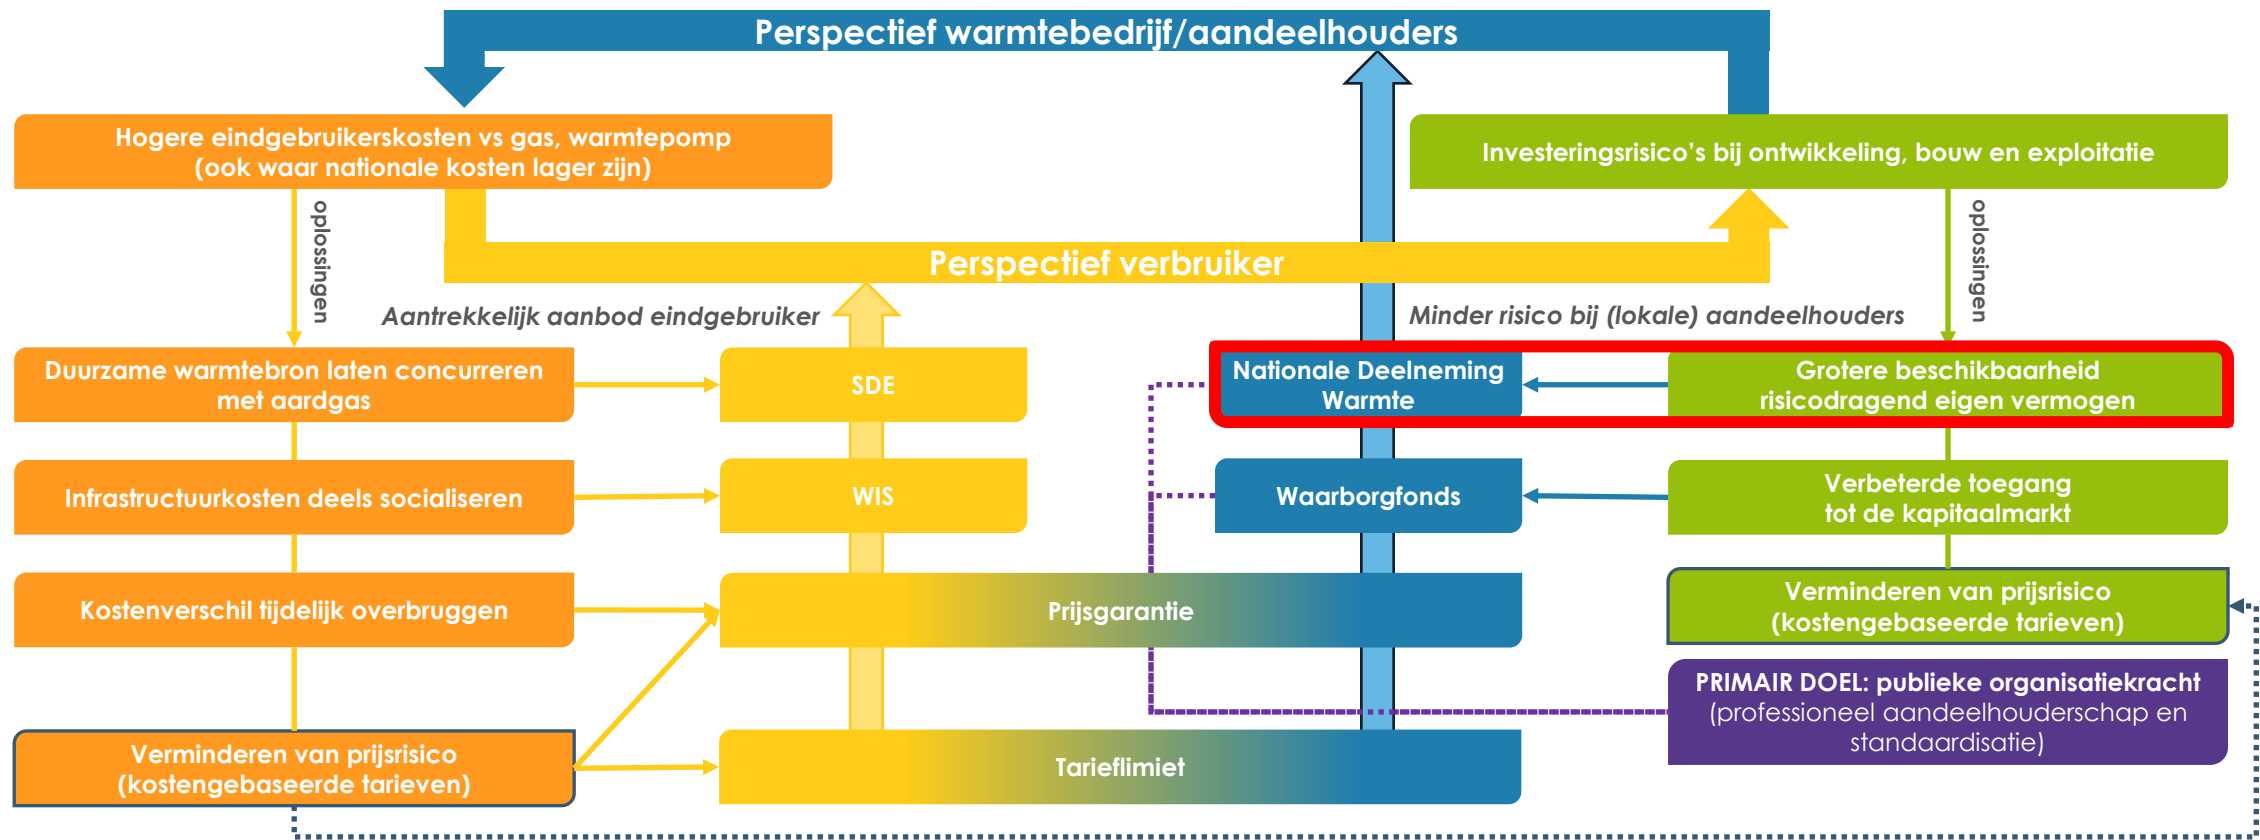 Perspectief warmtebedrijf/aandeelhouders
Hogere eindgebruikerskosten vs gas, warmtepomp
(ook waar nationale kosten lager zijn)
Investeringsrisico's bij ontwikkeling, bouw en exploitatie
oplossingen
oplossingen
Perspectief verbruiker
Aantrekkelijk aanbod eindgebruiker
Minder risico bij (lokale) aandeelhouders
Duurzame warmtebron laten concurreren
met aardgas
SDE
Nationale Deelneming
Warmte
Grotere beschikbaarheid
risicodragend eigen vermogen
Infrastructuurkosten deels socialiseren
WIS
Waarborgfonds
Verbeterde toegang
tot de kapitaalmarkt
Kostenverschil tijdelijk overbruggen
Prijsgarantie
Verminderen van prijsrisico
(kostengebaseerde tarieven)
PRIMAIR DOEL: publieke organisatiekracht
(professioneel aandeelhouderschap en
standaardisatie)
Verminderen van prijsrisico
(kostengebaseerde tarieven)
Tarieflimiet